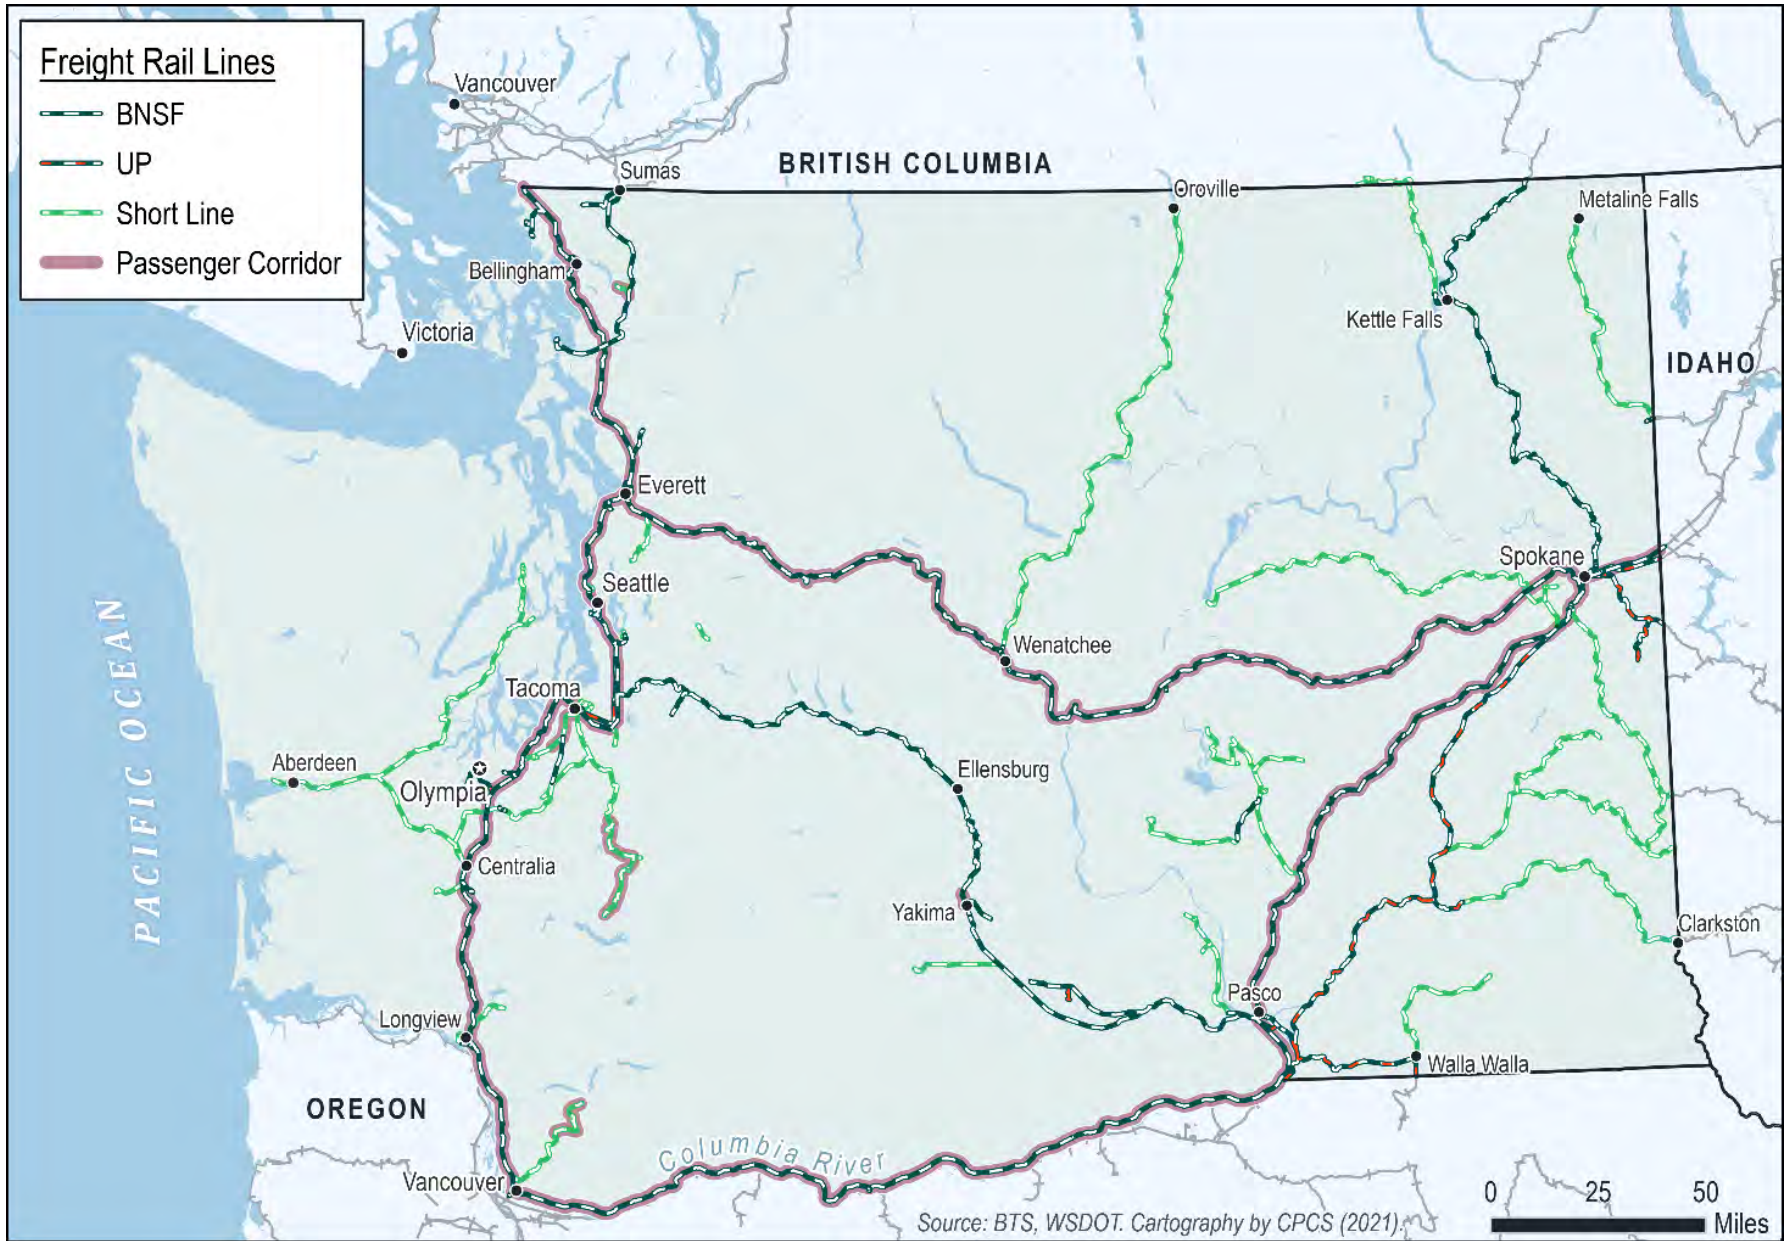 Freight Rail Lines
BNSF
UP
Short Line
Passenger Corridor
Vancouver
Sumas
BRITISH COLUMBIA
Oroville
Metaline Falls
Bellingham
Kettle Falls
Victoria
IDAHO
Everett
Spokane
Seattle
Wenatchee
PACIFIC OCEAN
Tacoma
Aberdeen
Olympia
Ellensburg
Centralia
Yakima
Clarkston
Pasco
Longview
Walla Walla
OREGON
Columbia River
Vancouver
0 25 50
Miles
Source: BTS, WSDOT. Cartography by CPCS (2021).